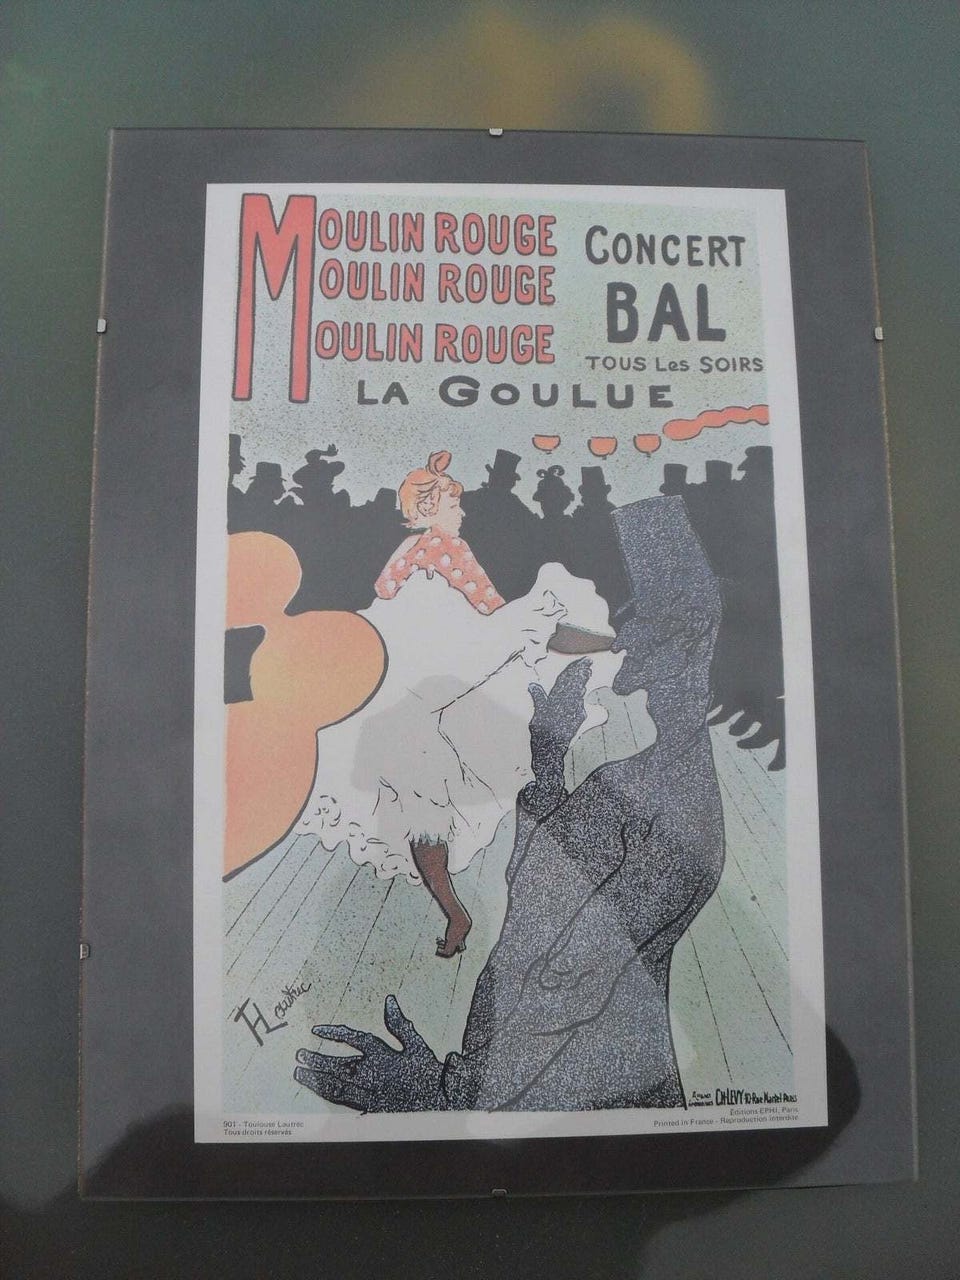 MOULIN ROUGE
MOULIN ROUGE
MOULIN ROUGE
CONCERT
BAL
TOUS Les SOIRS
LA GOULUE
HTLautrec
CH.LEVY 10 Rue Martel PARIS
Editions EPHI, Paris
Printed in France - Reproduction interdite
901 - Toulouse Lautrec
Tous droits réservés